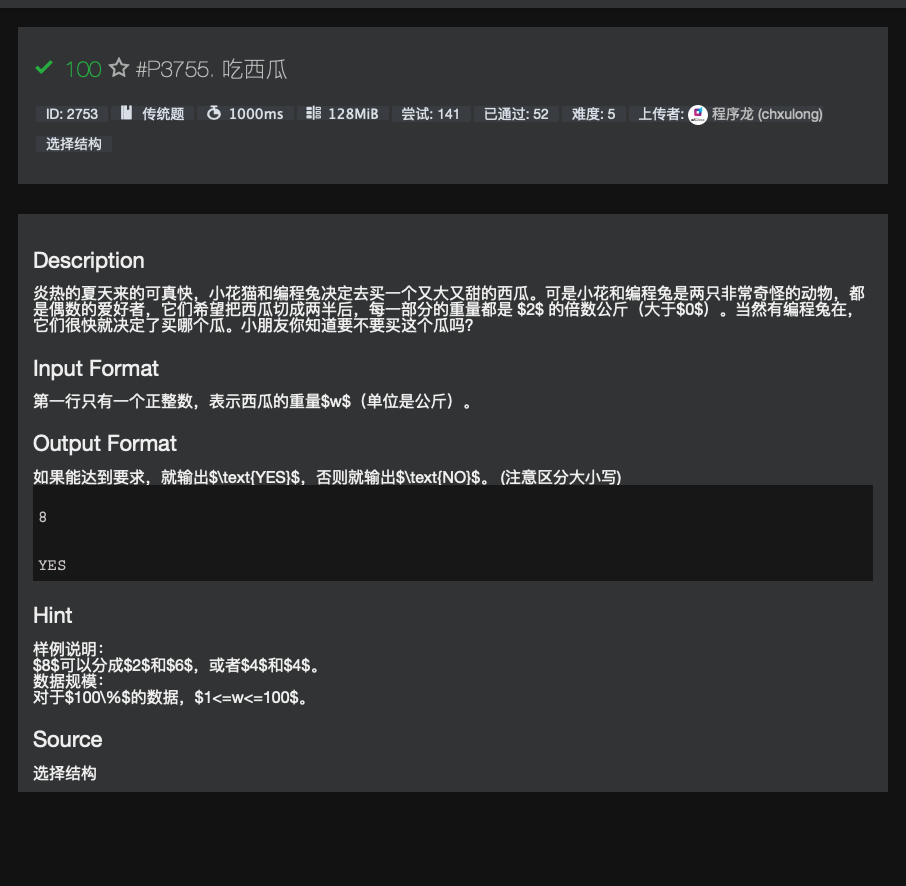 100 #P3755. 吃西瓜
ID: 2753 传统题 1000ms 128MiB 尝试: 141 已通过: 52 难度: 5 上传者: 程序龙 (chxulong)
选择结构
Description
炎热的夏天来的可真快，小花猫和编程兔决定去买一个又大又甜的西瓜。可是小花和编程兔是两只非常奇怪的动物，都
是偶数的爱好者，它们希望把西瓜切成两半后，每一部分的重量都是 $2$ 的倍数公斤（大于$0$）。当然有编程兔在，
它们很快就决定了买哪个瓜。小朋友你知道要不要买这个瓜吗？
Input Format
第一行只有一个正整数，表示西瓜的重量$w$（单位是公斤）。
Output Format
如果能达到要求，就输出$\text{YES}$，否则就输出$\text{NO}$。 (注意区分大小写)
8
YES
Hint
样例说明：
$8$可以分成$2$和$6$，或者$4$和$4$。
数据规模：
对于$100\%$的数据，$1<=w<=100$。
Source
选择结构